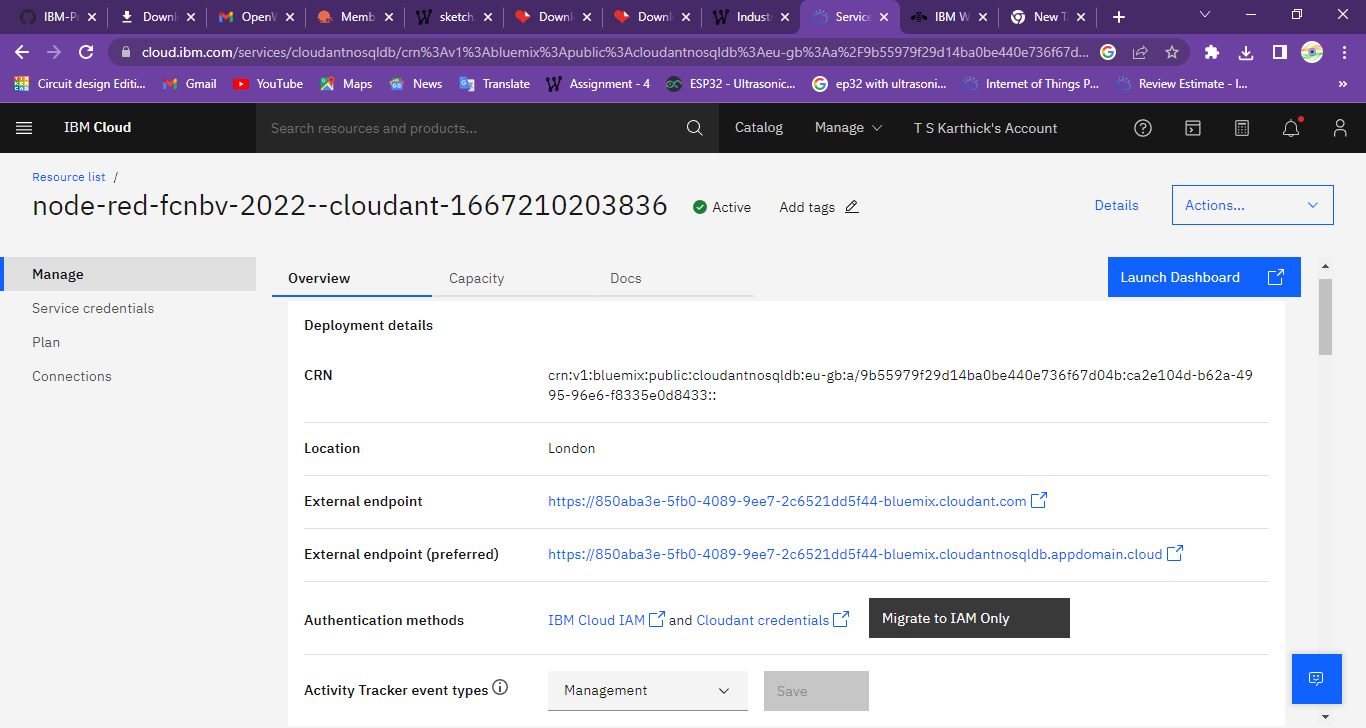 IBM-Pr
Downl
OpenW
Memb
sketch.
Downl
Downl
Indust
Service
IBM W
New T
cloud.ibm.com/services/cloudantnosqldb/crn%3Av1%3Abluemix%3Apublic%3Acloudantnosqldb%3Aeu-gb%3Aa%2F9b55979f29d14ba0be440e736f67d...
Circuit design Editi...
Gmail
YouTube
Maps
News
Translate
Assignment - 4
ESP32 - Ultrasonic...
ep32 with ultrasoni...
Internet of Things P...
Review Estimate - I...
IBM Cloud
Search resources and products...
Catalog
Manage
T S Karthick's Account
Resource list /
node-red-fcnbv-2022--cloudant-1667210203836
Active
Add tags
Details
Actions...
Manage
Service credentials
Plan
Connections
Overview
Capacity
Docs
Launch Dashboard
Deployment details
CRN
crn:v1:bluemix:public:cloudantnosqldb:eu-gb:a/9b55979f29d14ba0be440e736f67d04b:ca2e104d-b62a-49
95-96e6-f8335e0d8433::
Location
London
External endpoint
https://850aba3e-5fb0-4089-9ee7-2c6521dd5f44-bluemix.cloudant.com
External endpoint (preferred)
https://850aba3e-5fb0-4089-9ee7-2c6521dd5f44-bluemix.cloudantnosqldb.appdomain.cloud
Authentication methods
IBM Cloud IAM and Cloudant credentials
Migrate to IAM Only
Activity Tracker event types
Management
Save